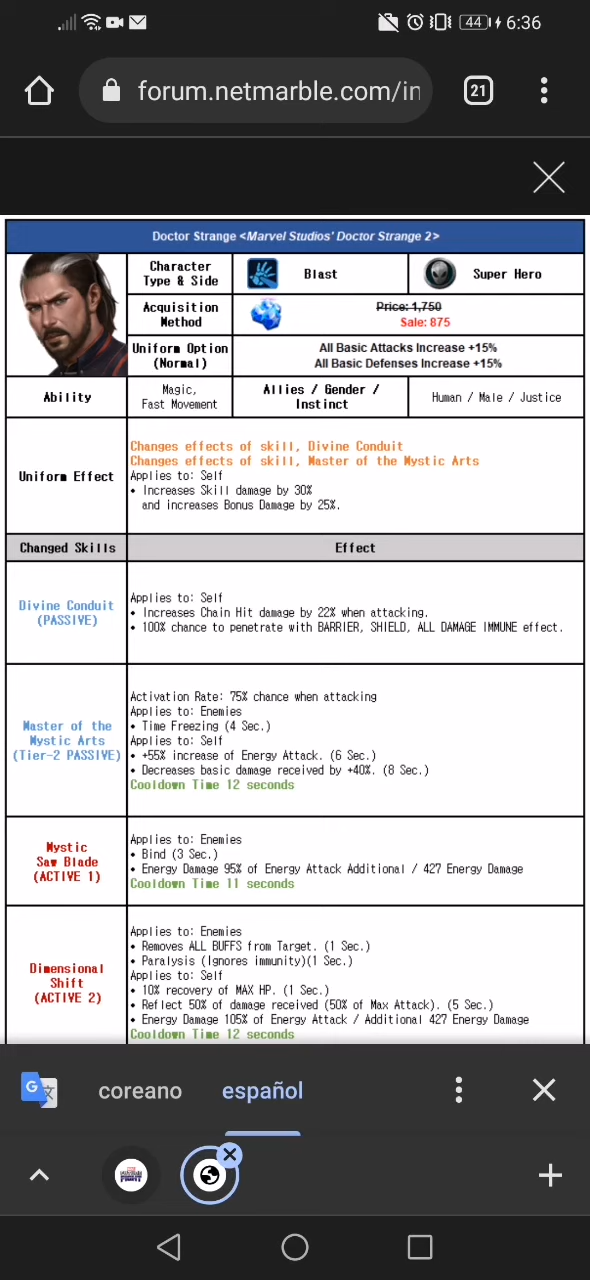 44 6:36
forum.netmarble.com/in
21
Doctor Strange <Marvel Studios' Doctor Strange 2>
Character Type & Side
Blast
Super Hero
Acquisition Method
Price: 1,750
Sale: 875
Uniform Option (Normal)
All Basic Attacks Increase +15%
All Basic Defenses Increase +15%
Ability
Magic,
Fast Movement
Allies / Gender /
Instinct
Human / Male / Justice
Uniform Effect
Changes effects of skill, Divine Conduit
Changes effects of skill, Master of the Mystic Arts
Applies to: Self
• Increases Skill damage by 30%
and increases Bonus Damage by 25%.
Changed Skills
Effect
Divine Conduit
(PASSIVE)
Applies to: Self
• Increases Chain Hit damage by 22% when attacking.
• 100% chance to penetrate with BARRIER, SHIELD, ALL DAMAGE IMMUNE effect.
Master of the
Mystic Arts
(Tier-2 PASSIVE)
Activation Rate: 75% chance when attacking
Applies to: Enemies
• Time Freezing (4 Sec.)
Applies to: Self
• +55% increase of Energy Attack. (6 Sec.)
• Decreases basic damage received by +40%. (8 Sec.)
Cooldown Time 12 seconds
Mystic
Saw Blade
(ACTIVE 1)
Applies to: Enemies
• Bind (3 Sec.)
• Energy Damage 95% of Energy Attack Additional / 427 Energy Damage
Cooldown Time 11 seconds
Dimensional
Shift
(ACTIVE 2)
Applies to: Enemies
• Removes ALL BUFFS from Target. (1 Sec.)
• Paralysis (Ignores immunity)(1 Sec.)
Applies to: Self
• 10% recovery of MAX HP. (1 Sec.)
• Reflect 50% of damage received (50% of Max Attack). (5 Sec.)
• Energy Damage 105% of Energy Attack / Additional 427 Energy Damage
Cooldown Time 12 seconds
coreano español